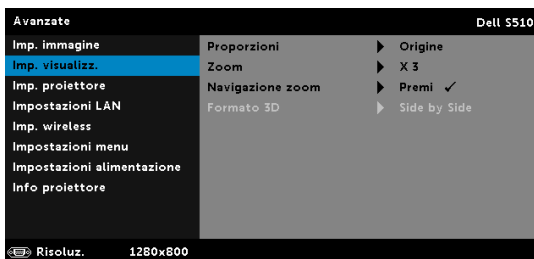 Avanzate Dell S510
Imp. immagine
Imp. visualizz.
Imp. proiettore
Impostazioni LAN
Imp. wireless
Impostazioni menu
Impostazioni alimentazione
Info proiettore
Proporzioni Origine
Zoom X 3
Navigazione zoom Premi ✓
Formato 3D Side by Side
Risoluz. 1280x800